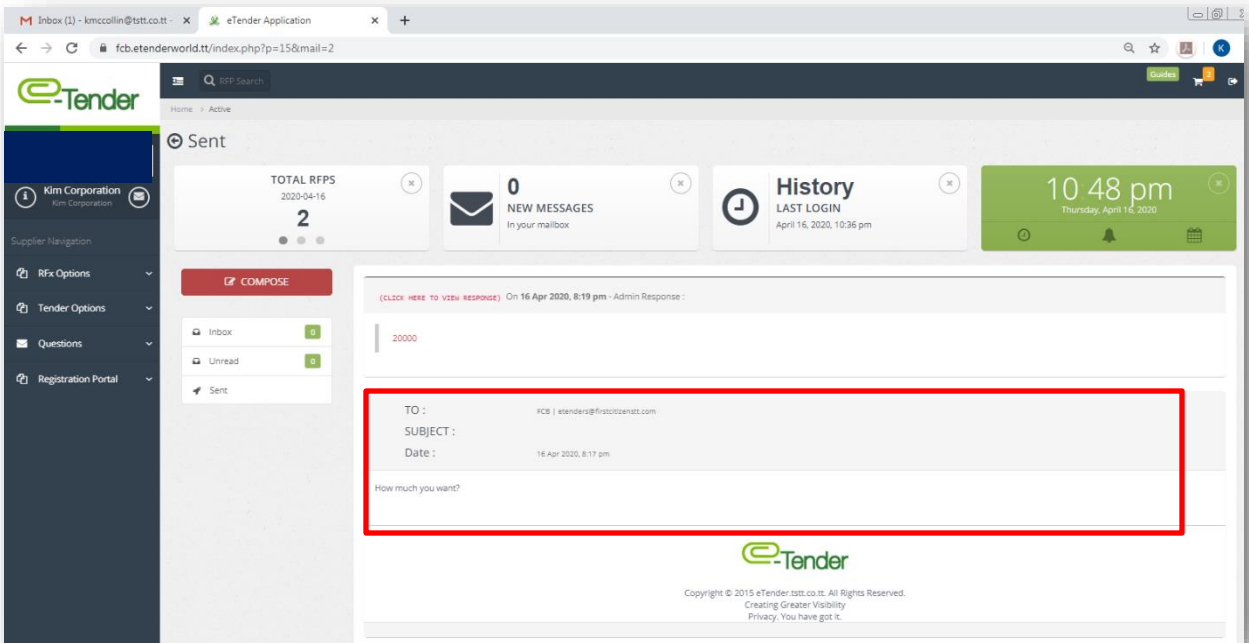 Inbox (1) - kmccollin@tstt.co.tt - x eTender Application x +
fcb.etenderworld.tt/index.php?p=15&mail=2
K
e-Tender
RFP Search
Guides
2
Home > Active
Sent
Kim Corporation
Kim Corporation
TOTAL RFPS
2020-04-16
2
0
NEW MESSAGES
In your mailbox
History
LAST LOGIN
April 16, 2020, 10:36 pm
10:48 pm
Thursday, April 16, 2020
Supplier Navigation
RFx Options
Tender Options
Questions
Registration Portal
COMPOSE
Inbox 0
Unread 0
Sent
(CLICK HERE TO VIEW RESPONSE) On 16 Apr 2020, 8:19 pm - Admin Response :
20000
TO : FCB | etenders@firstcitizenstt.com
SUBJECT :
Date : 16 Apr 2020, 8:17 pm
How much you want?
e-Tender
Copyright © 2015 eTender.tstt.co.tt. All Rights Reserved.
Creating Greater Visibility
Privacy. You have got it.